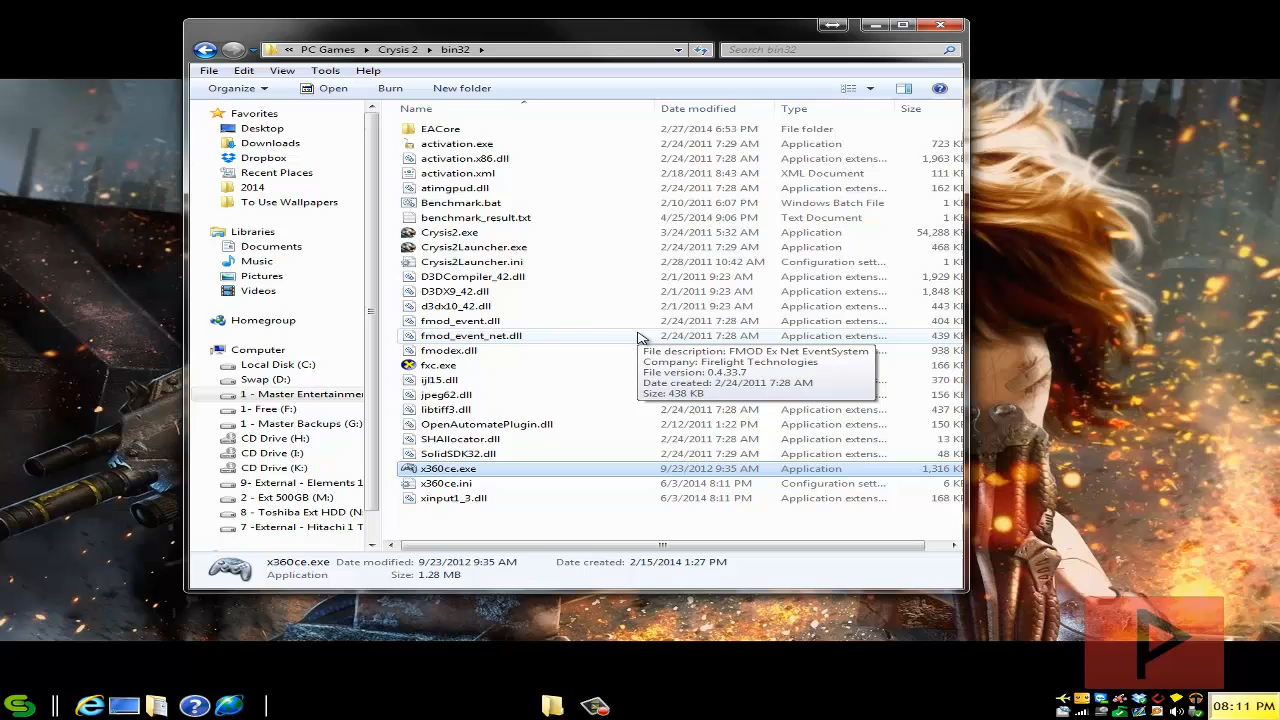 PC Games Crysis 2 bin32 Search bin32
File Edit View Tools Help
Organize Open Burn New folder
Name Date modified Type Size
Favorites
Desktop
Downloads
Dropbox
Recent Places
2014
To Use Wallpapers
Libraries
Documents
Music
Pictures
Videos
Homegroup
Computer
Local Disk (C:)
Swap (D:)
1 - Master Entertainme
1- Free (F:)
1 - Master Backups (G:)
CD Drive (H:)
CD Drive (I:)
CD Drive (K:)
9- External - Elements 1
2 - Ext 500GB (M:)
8 - Toshiba Ext HDD (N
7 -External - Hitachi 1 T
EACore 2/27/2014 6:53 PM File folder
activation.exe 2/24/2011 7:29 AM Application 723 KB
activation.x86.dll 2/24/2011 7:29 AM Application extens... 1,963 KB
activation.xml 2/18/2011 8:43 AM XML Document 111 KB
atimgpud.dll 2/24/2011 7:28 AM Application extens... 162 KB
Benchmark.bat 2/10/2011 6:07 PM Windows Batch File 1 KB
benchmark_result.txt 4/25/2014 9:06 PM Text Document 1 KB
Crysis2.exe 3/24/2011 5:32 AM Application 54,288 KB
Crysis2Launcher.exe 2/24/2011 7:29 AM Application 468 KB
Crysis2Launcher.ini 2/28/2011 10:42 AM Configuration sett... 1 KB
D3DCompiler_42.dll 2/1/2011 9:23 AM Application extens... 1,929 KB
D3DX9_42.dll 2/1/2011 9:23 AM Application extens... 1,848 KB
d3dx10_42.dll 2/1/2011 9:23 AM Application extens... 443 KB
fmod_event.dll 2/24/2011 7:28 AM Application extens... 404 KB
fmod_event_net.dll 2/24/2011 7:28 AM Application extens... 439 KB
fmodex.dll 938 KB
fxc.exe 166 KB
ijl15.dll 370 KB
jpeg62.dll 156 KB
File description: FMOD Ex Net EventSystem
Company: Firelight Technologies
File version: 0.4.33.7
Date created: 2/24/2011 7:28 AM
Size: 438 KB
libtiff3.dll 2/24/2011 7:28 AM Application extens... 437 KB
OpenAutomatePlugin.dll 2/12/2011 1:22 PM Application extens... 150 KB
SHAllocator.dll 2/24/2011 7:28 AM Application extens... 13 KB
SolidSDK32.dll 2/24/2011 7:28 AM Application extens... 48 KB
x360ce.exe 9/23/2012 9:35 AM Application 1,316 KB
x360ce.ini 6/3/2014 8:11 PM Configuration sett... 6 KB
xinput1_3.dll 6/3/2014 8:11 PM Application extens... 168 KB
x360ce.exe Date modified: 9/23/2012 9:35 AM Date created: 2/15/2014 1:27 PM
Application Size: 1.28 MB
P
08:11 PM